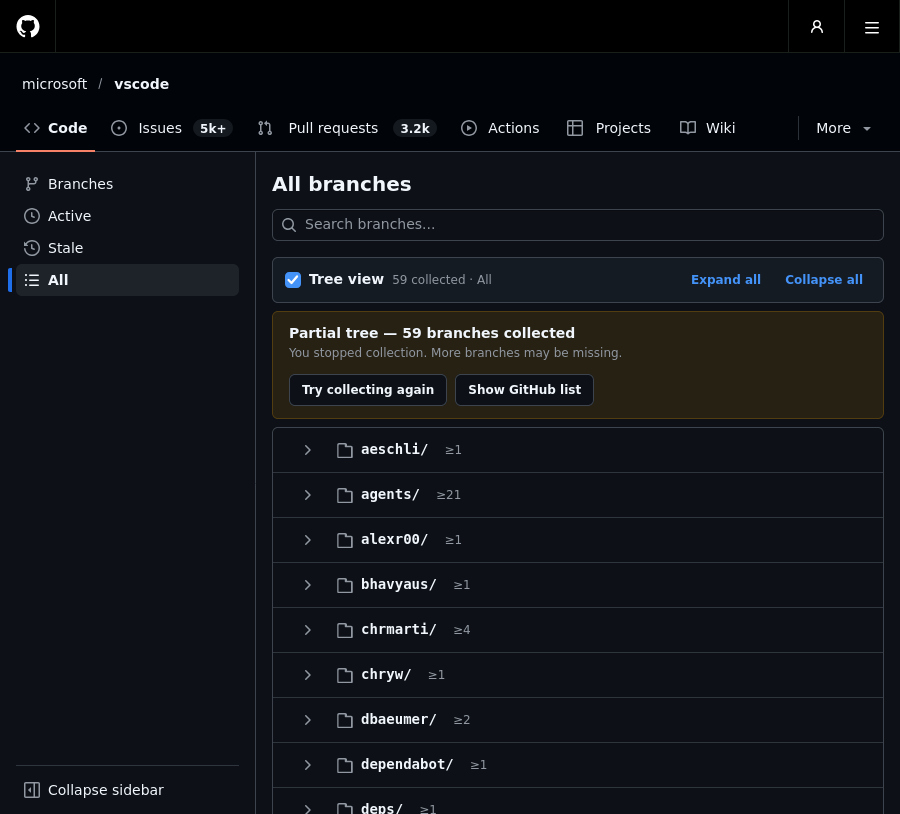 microsoft / vscode
Code Issues 5k+ Pull requests 3.2k Actions Projects Wiki More
Branches
Active
Stale
All
Collapse sidebar
All branches
Search branches...
Tree view 59 collected · All Expand all Collapse all
Partial tree — 59 branches collected
You stopped collection. More branches may be missing.
Try collecting again Show GitHub list
aeschli/ ≥1
agents/ ≥21
alexr00/ ≥1
bhavyaus/ ≥1
chrmarti/ ≥4
chryw/ ≥1
dbaeumer/ ≥2
dependabot/ ≥1
deps/ ≥1